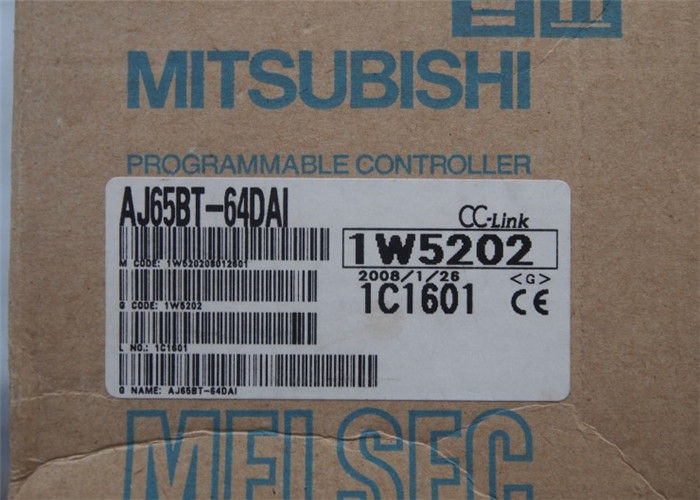 MITSUBISHI
PROGRAMMABLE CONTROLLER
AJ65BT-64DAI
CC-Link
M CODE: 1W520208012601
1W5202
2008/1/26 <G>
G CODE: 1W5202
1C1601 CE
L NO.: 1C1601
G NAME: AJ65BT-64DAI
MELSEC